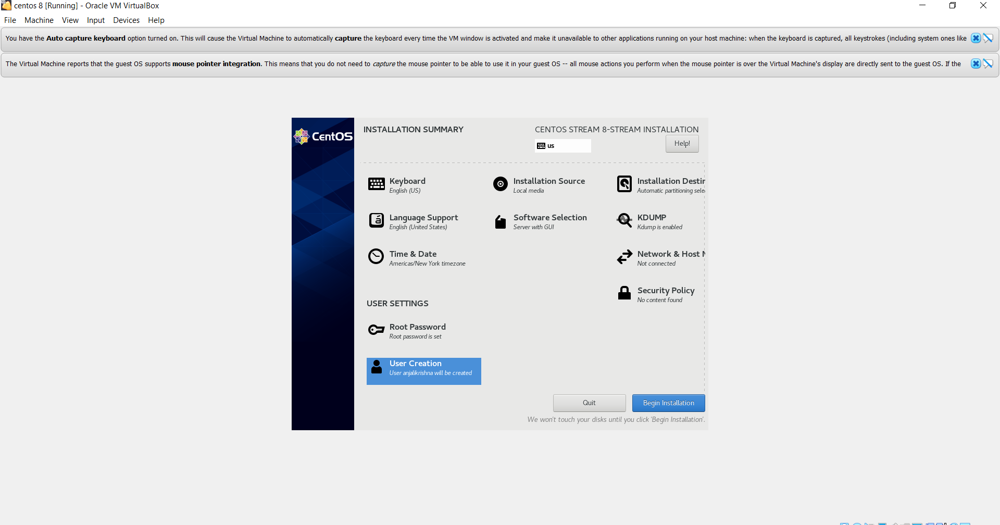 centos 8 [Running] - Oracle VM VirtualBox
File Machine View Input Devices Help
You have the Auto capture keyboard option turned on. This will cause the Virtual Machine to automatically capture the keyboard every time the VM window is activated and make it unavailable to other applications running on your host machine: when the keyboard is captured, all keystrokes (including system ones like
The Virtual Machine reports that the guest OS supports mouse pointer integration. This means that you do not need to capture the mouse pointer to be able to use it in your guest OS -- all mouse actions you perform when the mouse pointer is over the Virtual Machine's display are directly sent to the guest OS. If the
CentOS
INSTALLATION SUMMARY
CENTOS STREAM 8-STREAM INSTALLATION
us
Help!
Keyboard
English (US)
Language Support
English (United States)
Time & Date
Americas/New York timezone
Installation Source
Local media
Software Selection
Server with GUI
Installation Destin
Automatic partitioning sele
KDUMP
Kdump is enabled
Network & Host N
Not connected
Security Policy
No content found
USER SETTINGS
Root Password
Root password is set
User Creation
User anjalikrishna will be created
Quit
Begin Installation
We won't touch your disks until you click 'Begin Installation'.